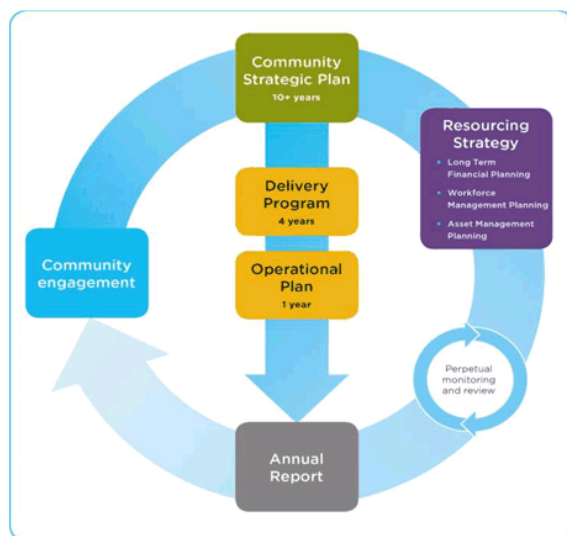 Community
Strategic Plan
10+ years
Resourcing
Strategy
• Long Term
Financial Planning
• Workforce
Management Planning
• Asset Management
Planning
Delivery
Program
4 years
Community
engagement
Operational
Plan
1 year
Perpetual
monitoring
and review
Annual
Report